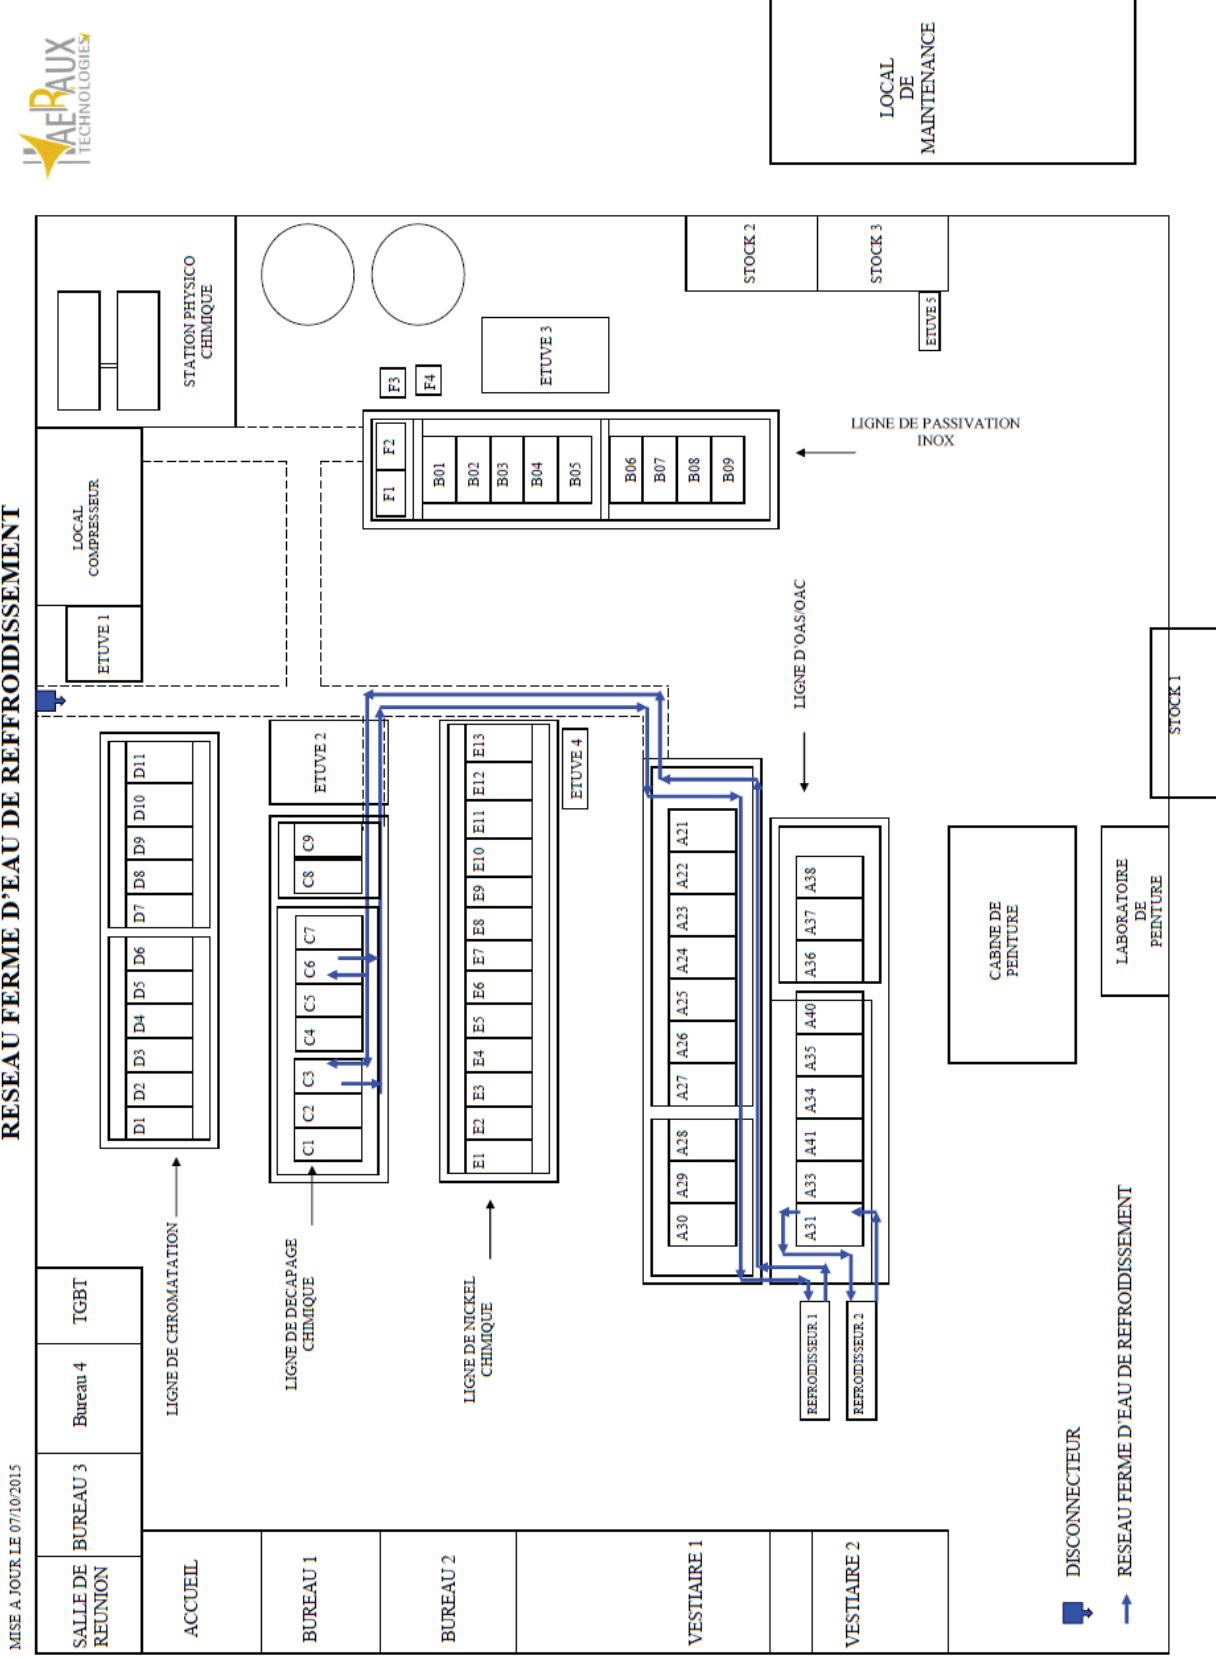 MISE A JOUR LE 07/10/2015
RESEAU FERME D'EAU DE REFFROIDISSEMENT
AERAUX
TECHNOLOGIES
SALLE DE
REUNION
BUREAU 3
Bureau 4
TGBT
ETUVE 1
LOCAL
COMPRESSEUR
STATION PHYSICO
CHIMIQUE
ACCUEIL
LIGNE DE CHROMATATION
D1
D2
D3
D4
D5
D6
D7
D8
D9
D10
D11
BUREAU 1
LIGNE DE DECAPAGE
CHIMIQUE
C1
C2
C3
C4
C5
C6
C7
C8
C9
ETUVE 2
F1
F2
F3
F4
BUREAU 2
LIGNE DE NICKEL
CHIMIQUE
E1
E2
E3
E4
E5
E6
E7
E8
E9
E10
E11
E12
E13
ETUVE 4
B01
B02
B03
B04
B05
B06
B07
B08
B09
ETUVE 3
LIGNE DE PASSIVATION
INOX
VESTIAIRE 1
A30
A29
A28
A27
A26
A25
A24
A23
A22
A21
STOCK 2
STOCK 3
ETUVE 5
LOCAL
DE
MAINTENANCE
VESTIAIRE 2
REFROIDISSEUR 1
REFROIDISSEUR 2
A31
A33
A41
A34
A35
A40
A36
A37
A38
LIGNE D'OAS/OAC
CABINE DE
PEINTURE
LABORATOIRE
DE
PEINTURE
STOCK 1
DISCONNECTEUR
RESEAU FERME D'EAU DE REFROIDISSEMENT